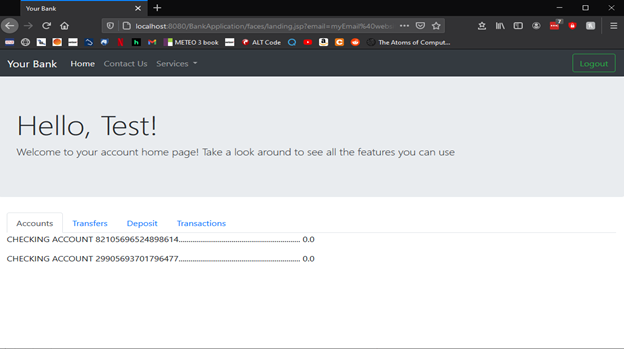 Your Bank
localhost:8080/BankApplication/faces/landing.jsp?email=myEmail%40webs
7
METEO 3 book
ALT Code
The Atoms of Comput...
Your Bank Home Contact Us Services Logout
Hello, Test!
Welcome to your account home page! Take a look around to see all the features you can use
Accounts Transfers Deposit Transactions
CHECKING ACCOUNT 82105696524898614............................................................ 0.0
CHECKING ACCOUNT 29905693701796477............................................................ 0.0